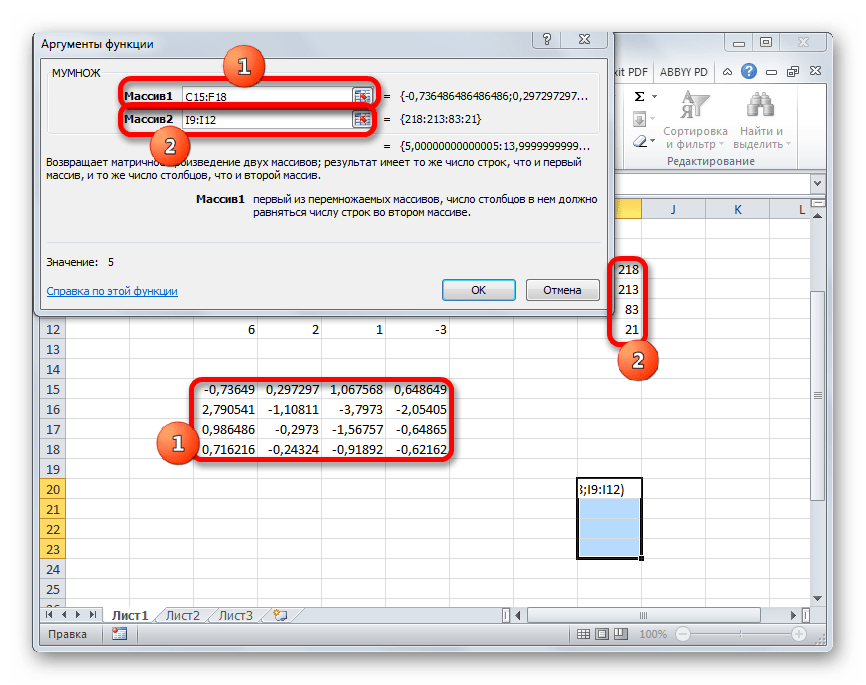 Аргументы функции
?
МУМНОЖ
1
Массив1 C15:F18 = {-0,736486486486486;0,297297297...
Массив2 I9:I12 = {218:213:83:21}
2
= {5,00000000000005:13,9999999999...
Возвращает матричное произведение двух массивов; результат имеет то же число строк, что и первый
массив, и то же число столбцов, что и второй массив.
Массив1 первый из перемножаемых массивов, число столбцов в нем должно
равняться числу строк во втором массиве.
Значение: 5
Справка по этой функции
ОК
Отмена
xit PDF ABBYY PD
Σ
Сортировка
и фильтр
Найти и
выделить
Редактирование
J K L
218
213
83
21
2
12 6 2 1 -3
13
14
15 -0,73649 0,297297 1,067568 0,648649
16 2,790541 -1,10811 -3,7973 -2,05405
17 0,986486 -0,2973 -1,56757 -0,64865
18 0,716216 -0,24324 -0,91892 -0,62162
1
19
20 ;I9:I12)
21
22
23
24
25
Лист1 Лист2 Лист3
Правка
100%